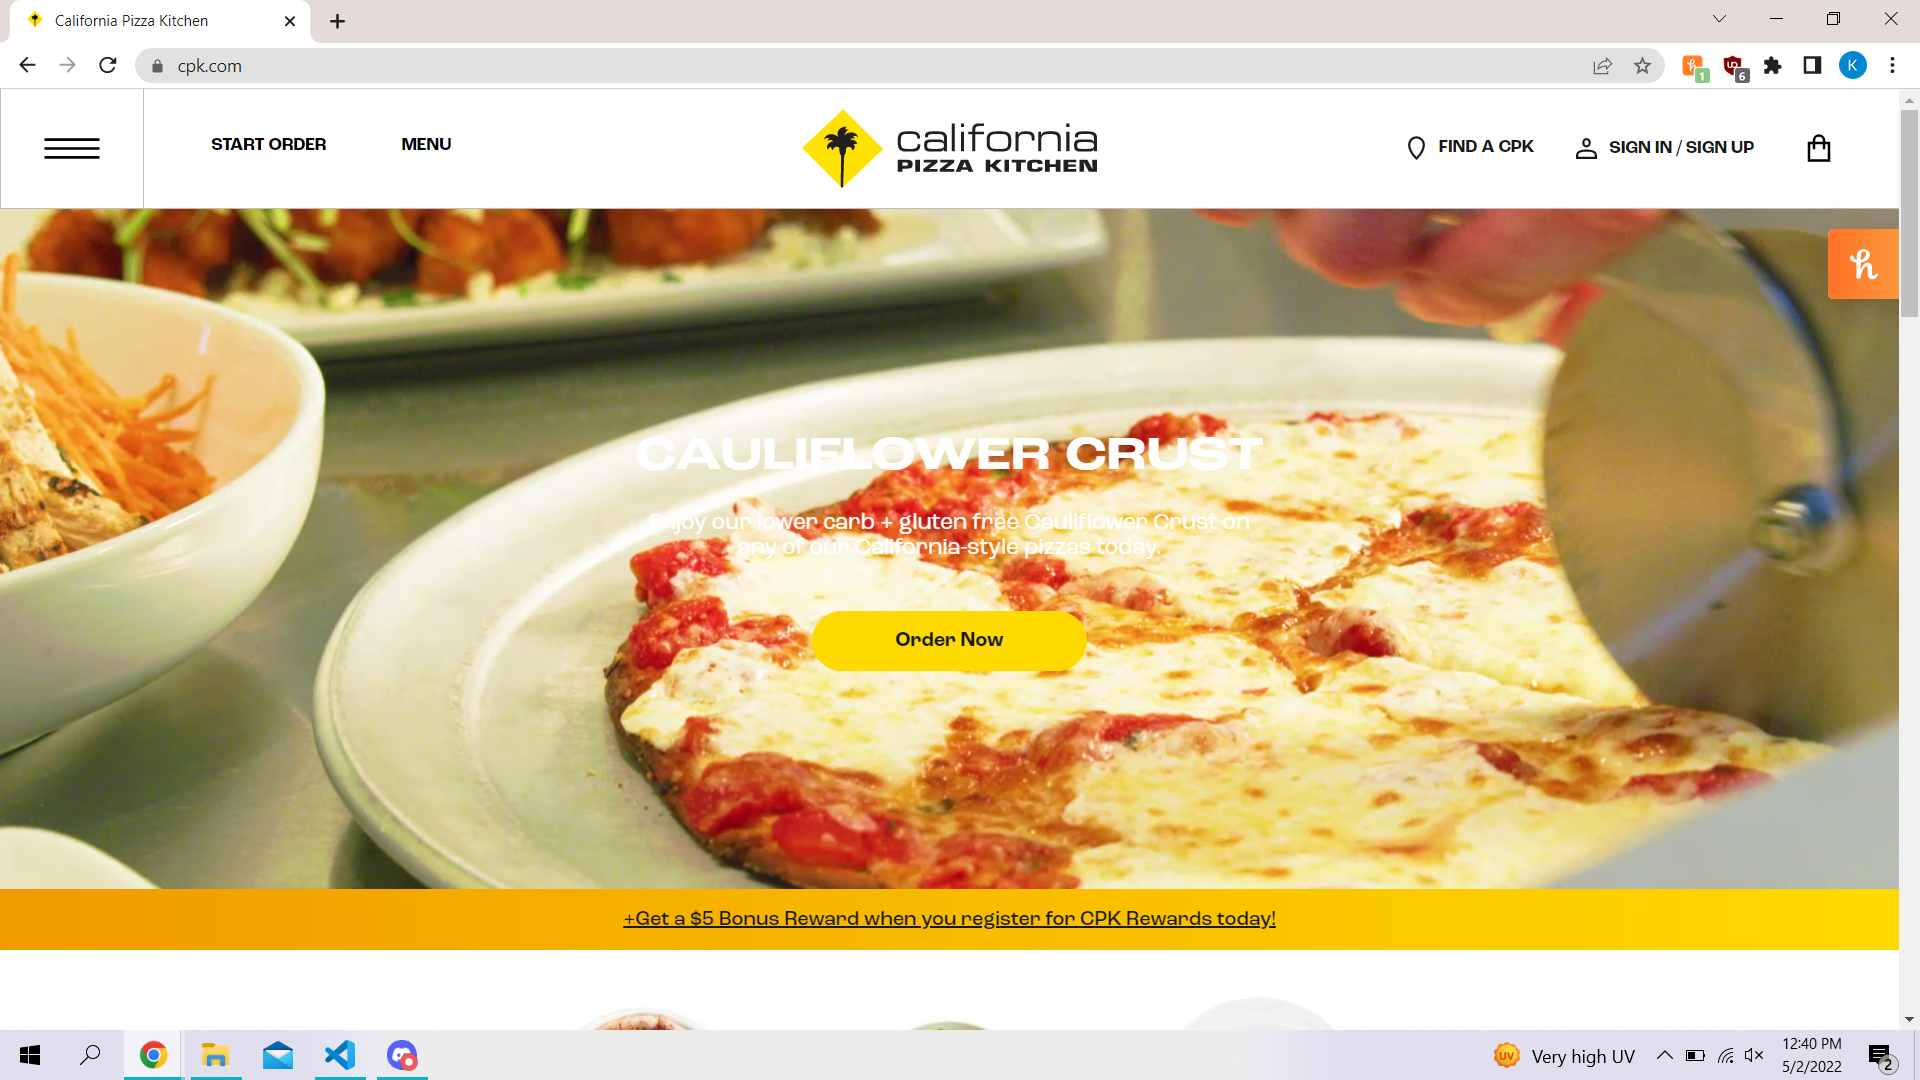 California Pizza Kitchen
cpk.com
1
6
K
START ORDER
MENU
california
PIZZA KITCHEN
FIND A CPK
SIGN IN / SIGN UP
h
CAULIFLOWER CRUST
Enjoy our lower carb + gluten free Cauliflower Crust on
any of our California-style pizzas today.
Order Now
+Get a $5 Bonus Reward when you register for CPK Rewards today!
UV
Very high UV
12:40 PM
5/2/2022
2